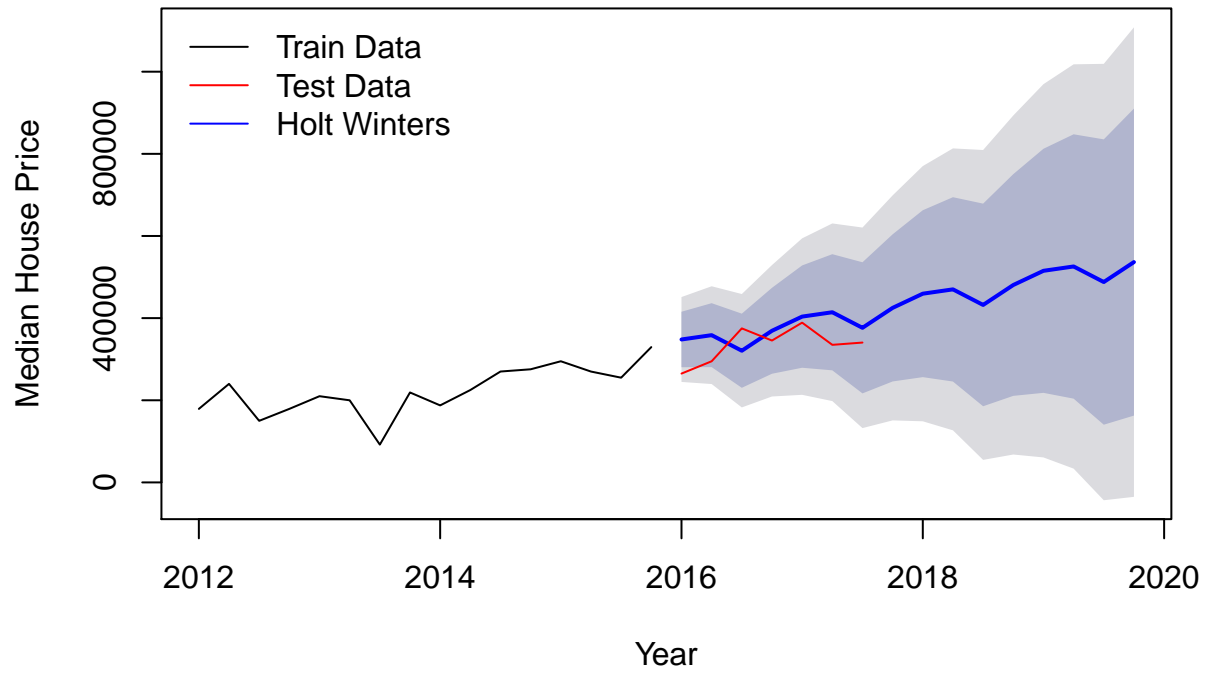 Train Data
Test Data
Holt Winters
Median House Price
800000
400000
0
2012 2014 2016 2018 2020
Year